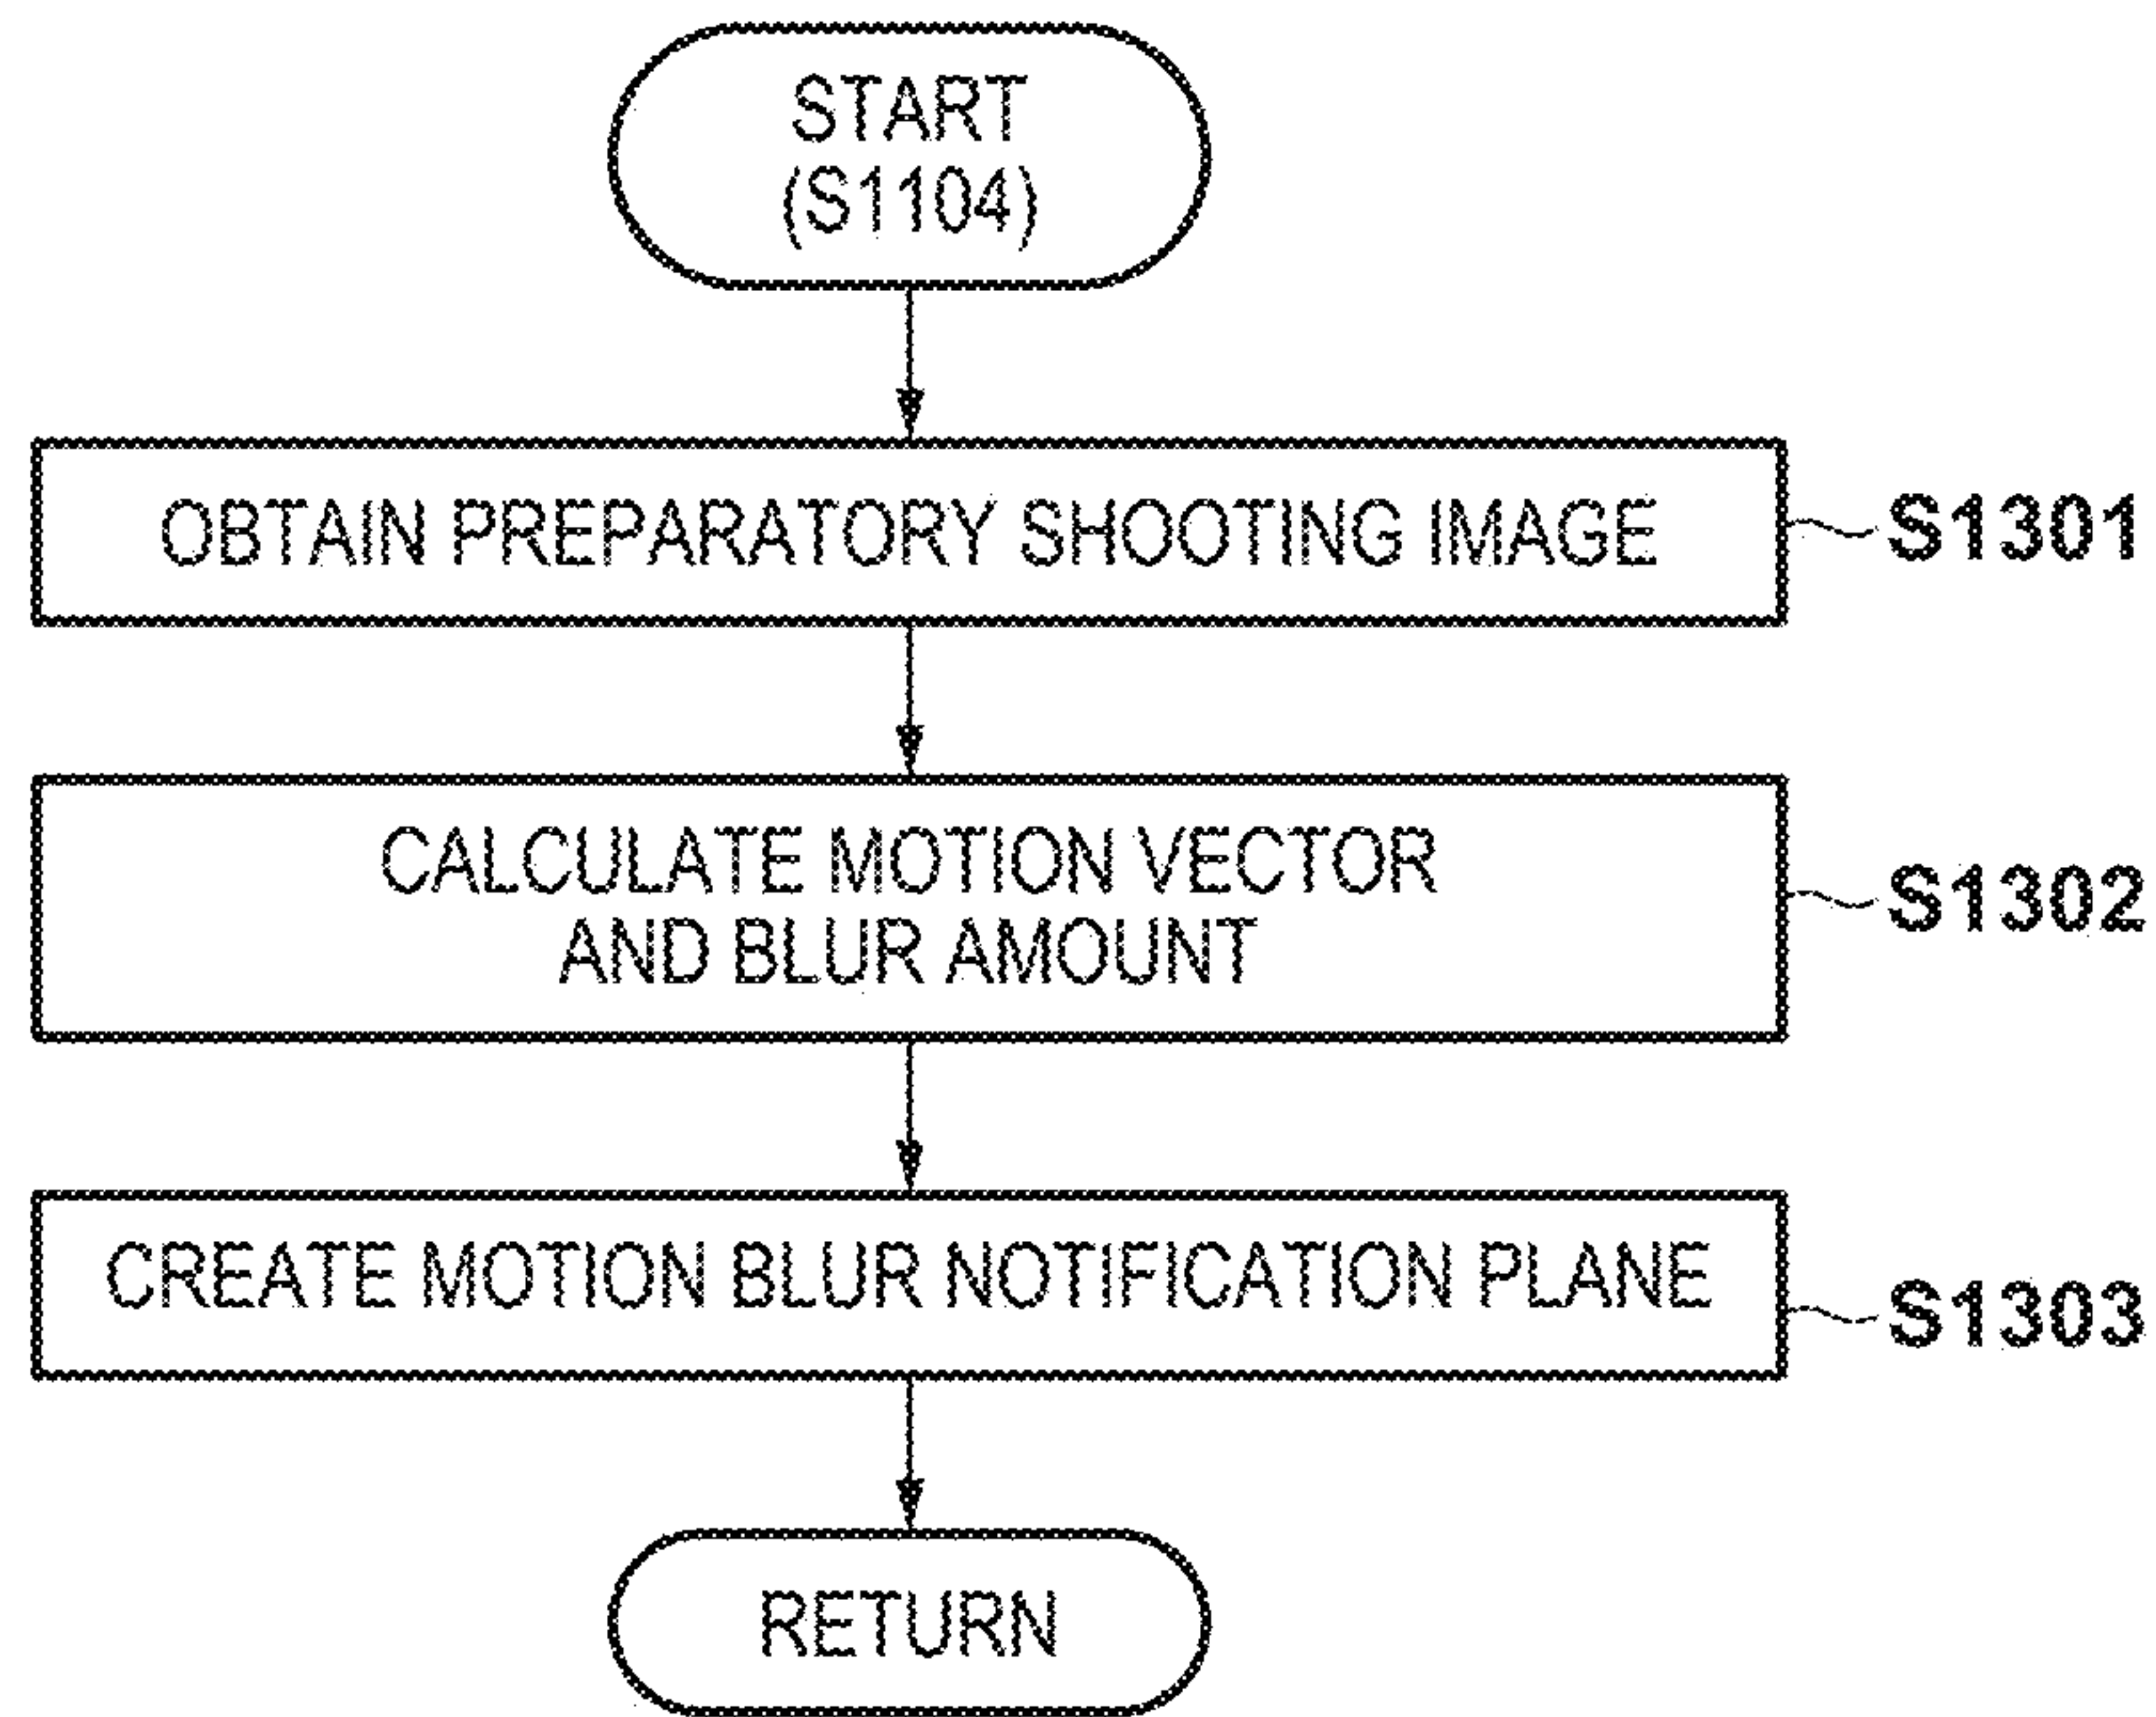 START
(S1104)
OBTAIN PREPARATORY SHOOTING IMAGE
S1301
CALCULATE MOTION VECTOR
AND BLUR AMOUNT
S1302
CREATE MOTION BLUR NOTIFICATION PLANE
S1303
RETURN